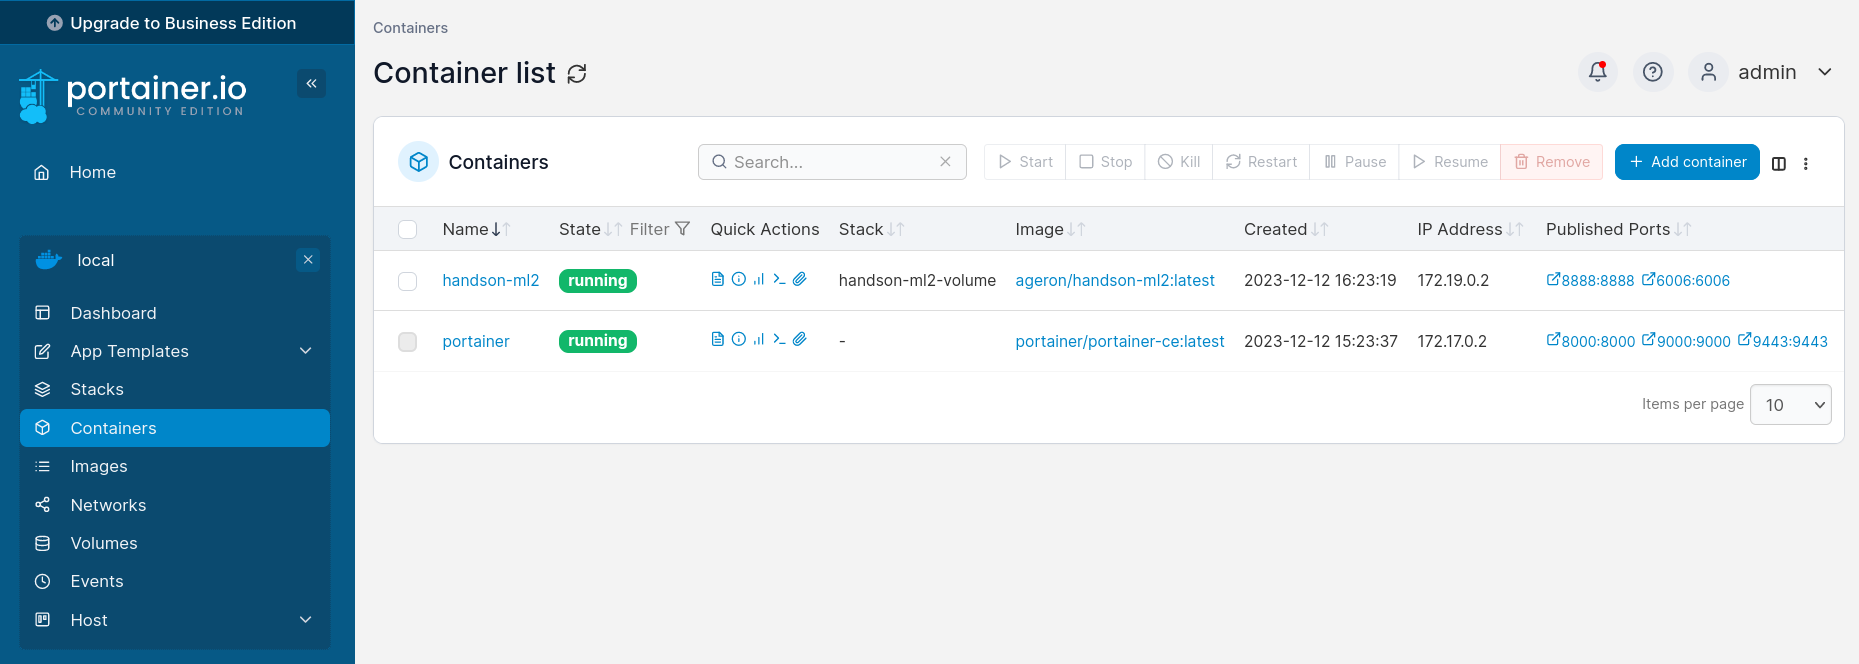 Upgrade to Business Edition
portainer.io
COMMUNITY EDITION
Home
local
Dashboard
App Templates
Stacks
Containers
Images
Networks
Volumes
Events
Host
Containers
Container list
admin
Containers
Search...
Start Stop Kill Restart Pause Resume Remove Add container
Name State Filter Quick Actions Stack Image Created IP Address Published Ports
handson-ml2 running handson-ml2-volume ageron/handson-ml2:latest 2023-12-12 16:23:19 172.19.0.2 8888:8888 6006:6006
portainer running - portainer/portainer-ce:latest 2023-12-12 15:23:37 172.17.0.2 8000:8000 9000:9000 9443:9443
Items per page 10